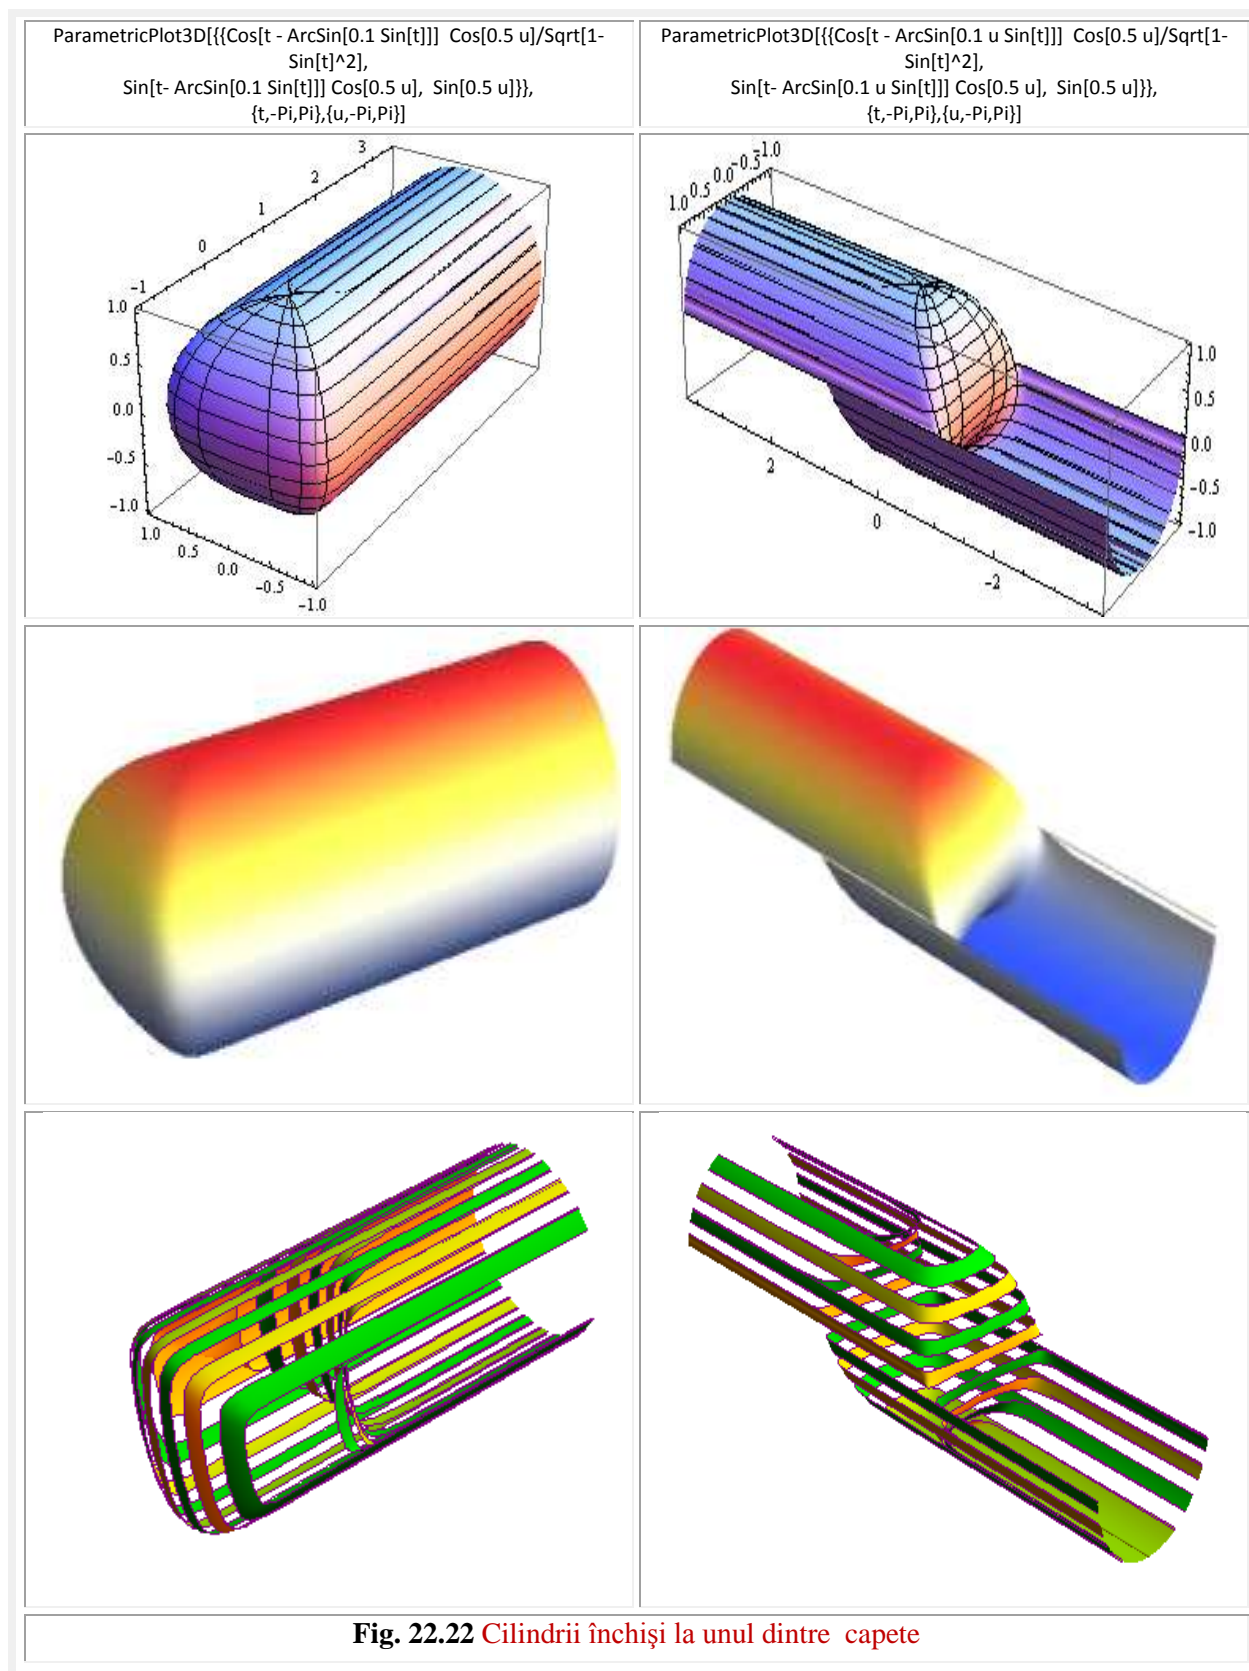 ParametricPlot3D[{{Cos[t - ArcSin[0.1 Sin[t]]] Cos[0.5 u]/Sqrt[1-
Sin[t]^2],
Sin[t- ArcSin[0.1 Sin[t]]] Cos[0.5 u], Sin[0.5 u]}},
{t,-Pi,Pi},{u,-Pi,Pi}]
ParametricPlot3D[{{Cos[t - ArcSin[0.1 u Sin[t]]] Cos[0.5 u]/Sqrt[1-
Sin[t]^2],
Sin[t- ArcSin[0.1 u Sin[t]]] Cos[0.5 u], Sin[0.5 u]}},
{t,-Pi,Pi},{u,-Pi,Pi}]
3
2
1
0
-1
1.0
0.5
0.0
-0.5
-1.0
1.0
0.5
0.0
-0.5
-1.0
1.0 0.5 0.0 -0.5 -1.0
1.0
0.5
0.0
-0.5
-1.0
2
0
-2
Fig. 22.22 Cilindrii închişi la unul dintre capete